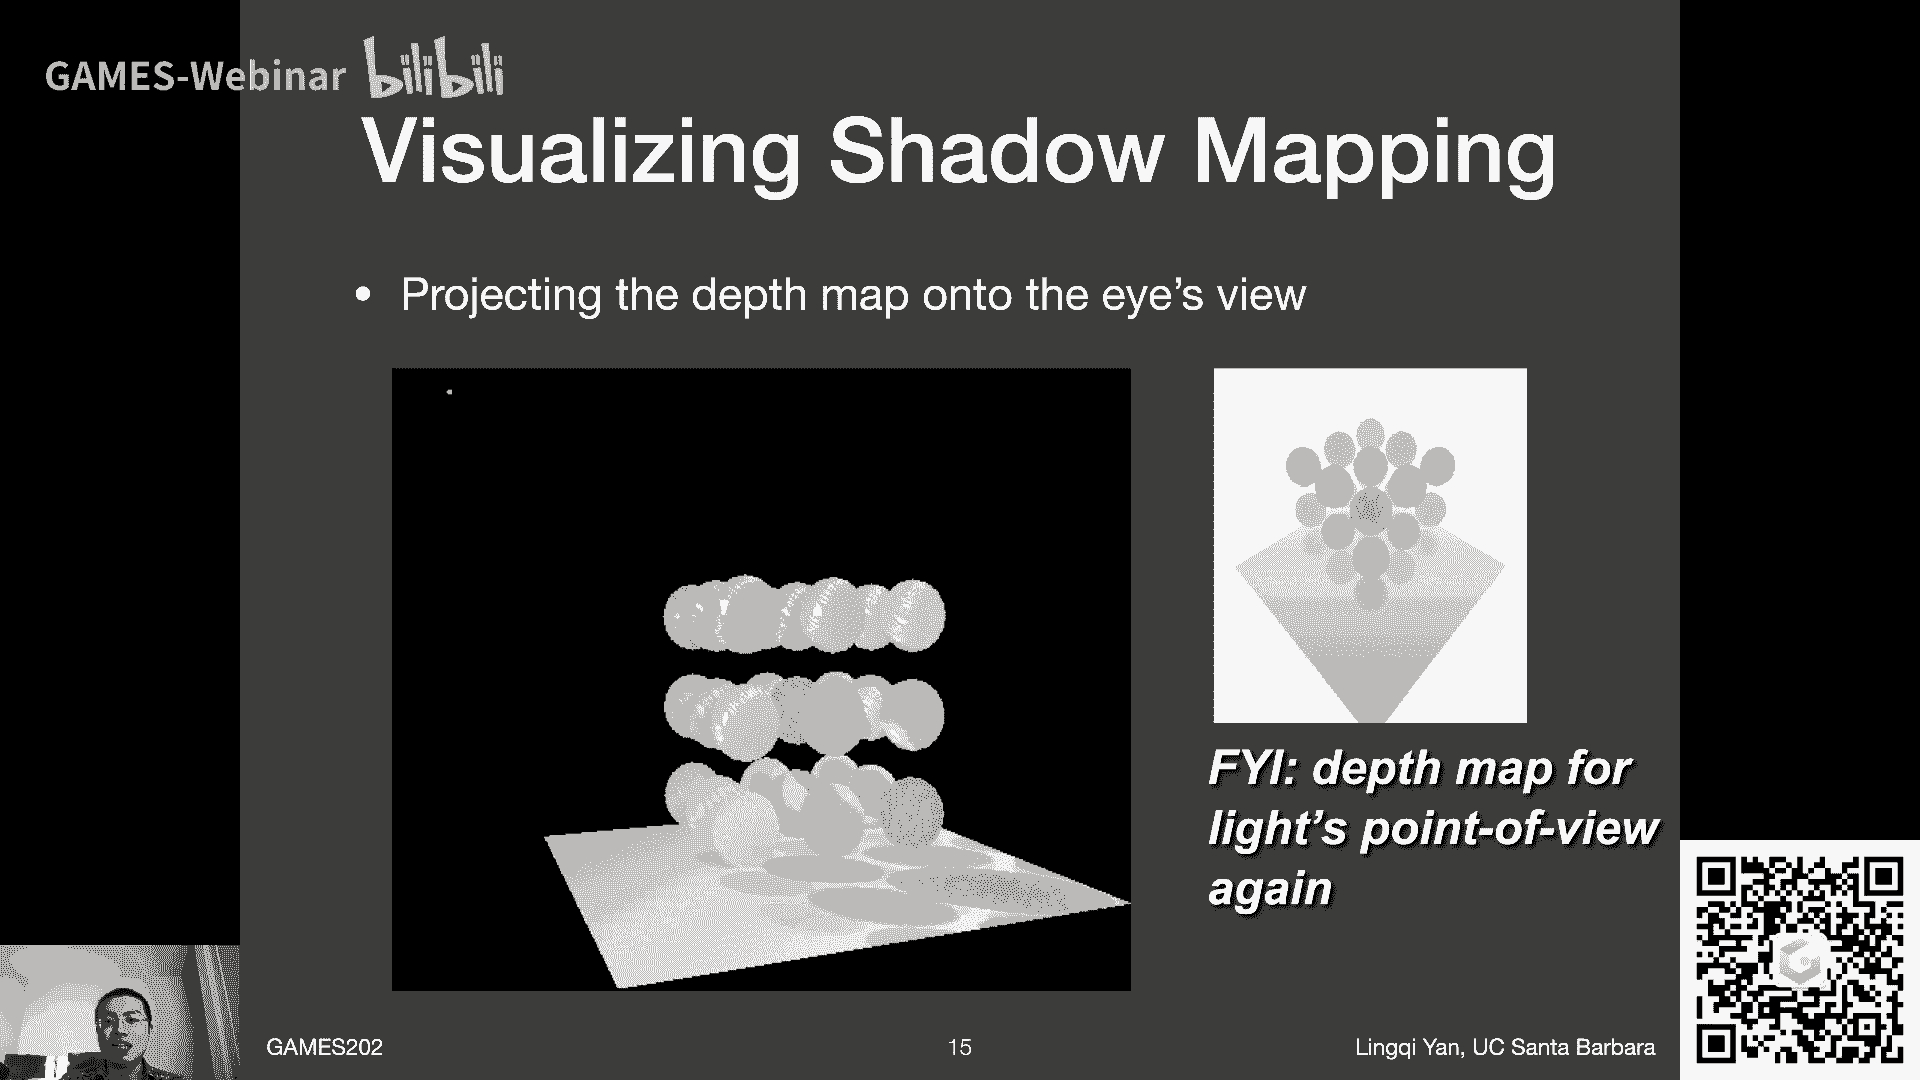 GAMES-Webinar bilibili
Visualizing Shadow Mapping
• Projecting the depth map onto the eye’s view
FYI: depth map for
light’s point-of-view
again
GAMES202
15
Lingqi Yan, UC Santa Barbara